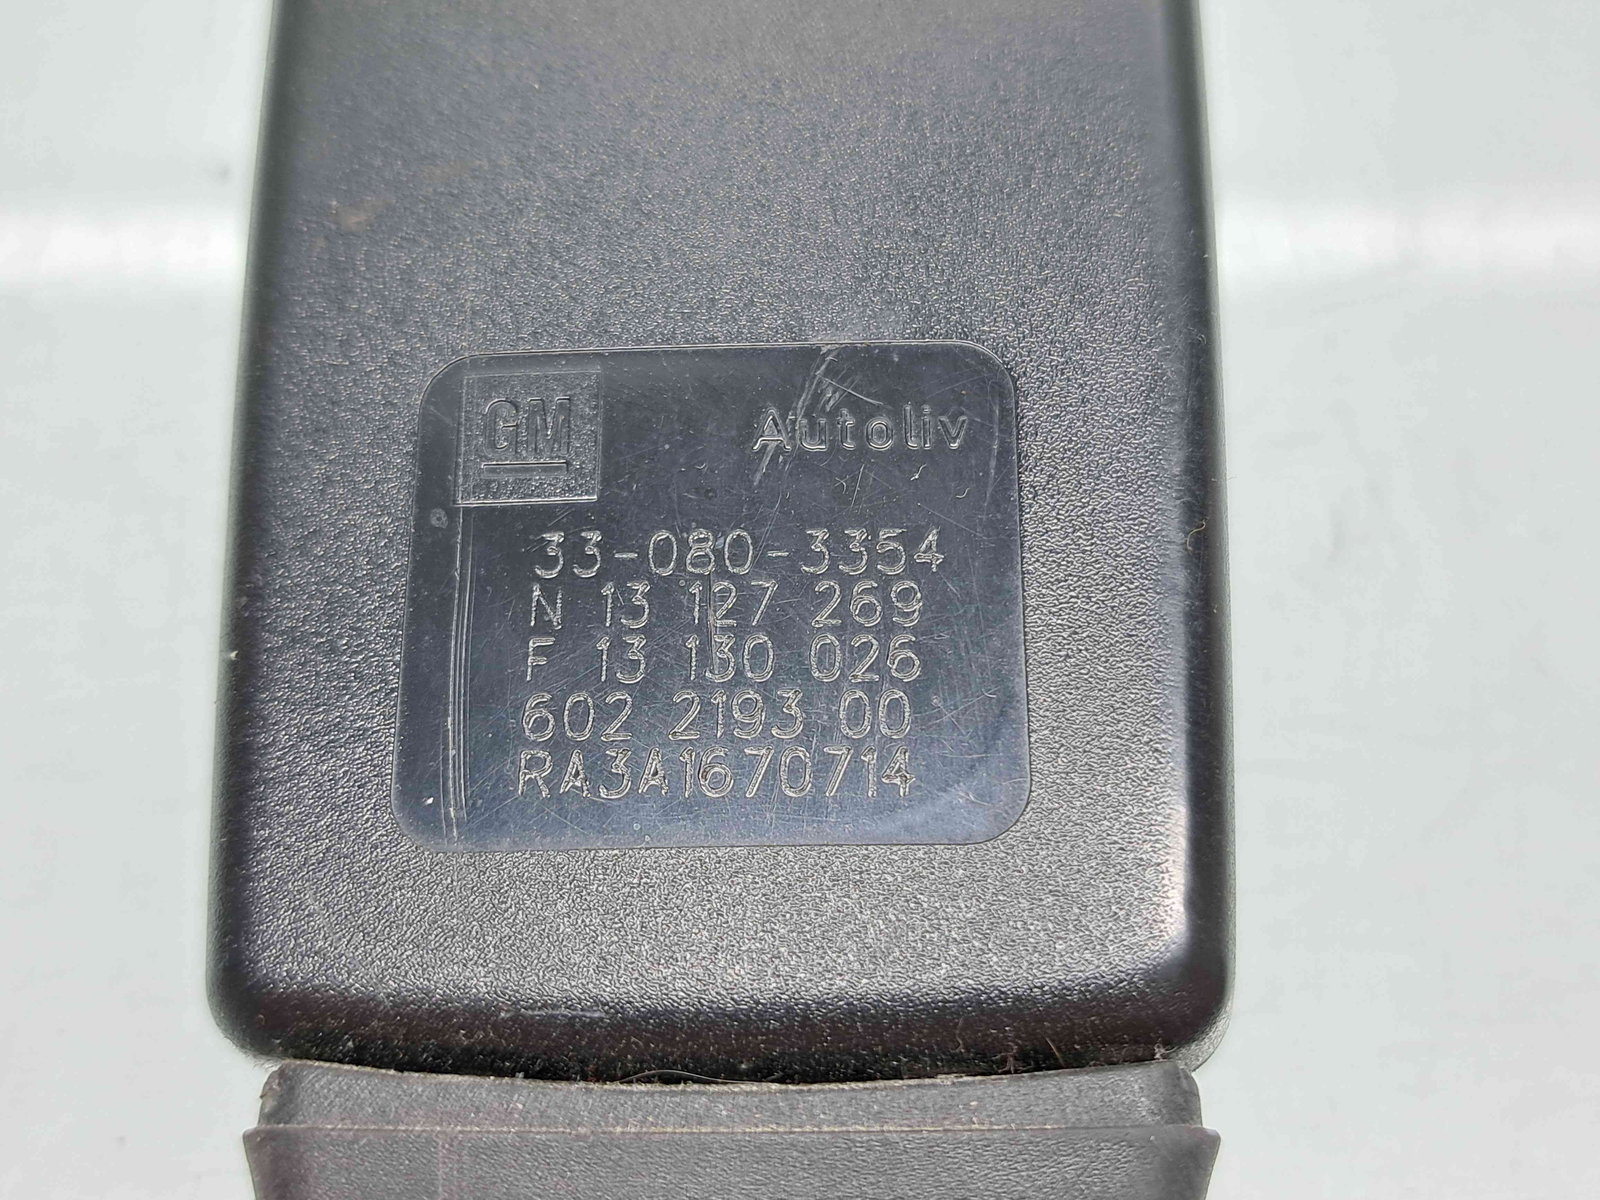 GM Autoliv
33-080-3354
N 13 127 269
F 13 130 026
602 2193 00
RA3A1670714